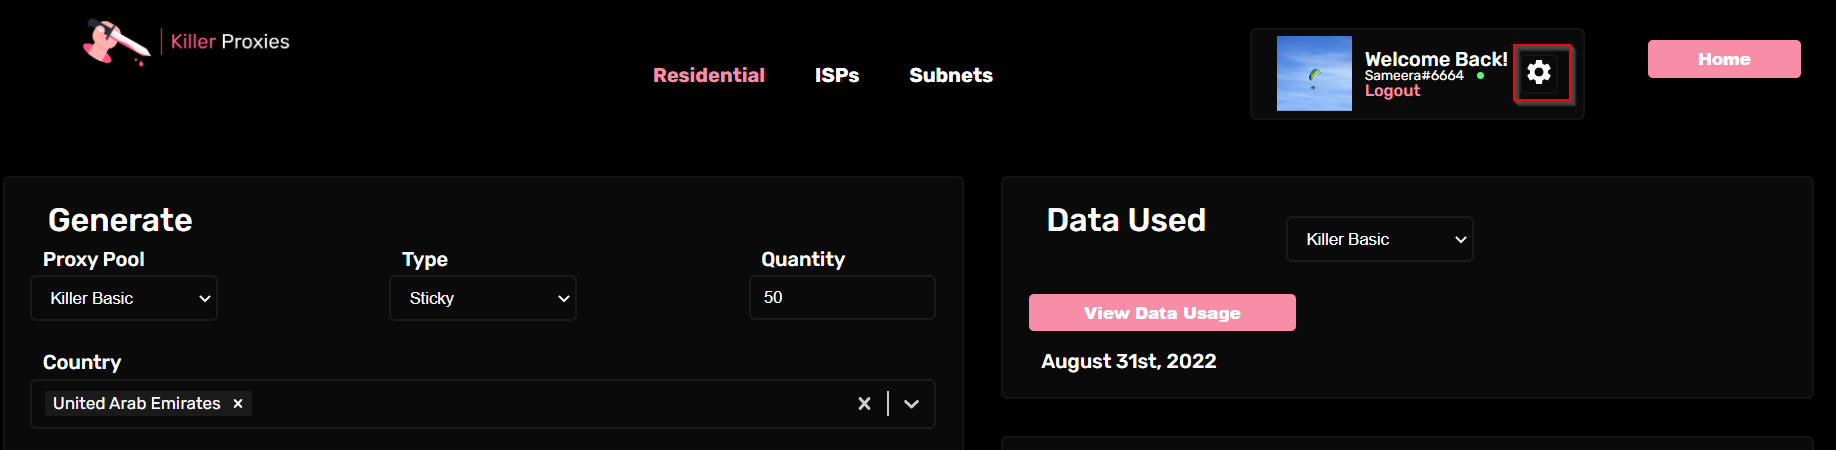 Killer Proxies
Residential
ISPs
Subnets
Welcome Back!
Sameera#6664
Logout
Home
Generate
Proxy Pool
Type
Quantity
Killer Basic
Sticky
50
Country
United Arab Emirates
Data Used
Killer Basic
View Data Usage
August 31st, 2022